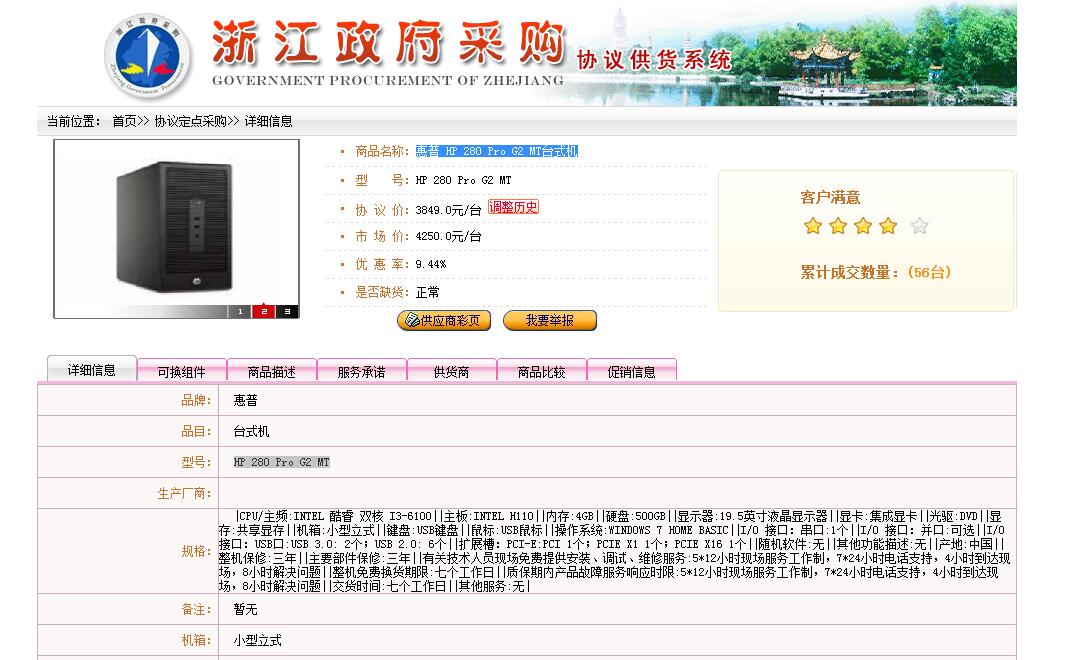 浙江政府采购
协议供货系统
GOVERNMENT PROCUREMENT OF ZHEJIANG
当前位置: 首页>> 协议定点采购>> 详细信息
1 2 3
• 商品名称: 惠普 HP 280 Pro G2 MT台式机
• 型 号: HP 280 Pro G2 MT
• 协 议 价: 3849.0元/台 调整历史
• 市 场 价: 4250.0元/台
• 优 惠 率: 9.44%
• 是否缺货: 正常
供应商彩页 我要举报
客户满意
累计成交数量: (56台)
详细信息 可换组件 商品描述 服务承诺 供货商 商品比较 促销信息
品牌: 惠普
品目: 台式机
型号: HP 280 Pro G2 MT
生产厂商:
规格:
|CPU/主频:INTEL 酷睿 双核 I3-6100||主板:INTEL H110||内存:4GB||硬盘:500GB||显示器:19.5英寸液晶显示器||显卡:集成显卡||光驱:DVD||显
存:共享显存||机箱:小型立式||键盘:USB键盘||鼠标:USB鼠标||操作系统:WINDOWS 7 HOME BASIC||I/O 接口: 串口:1个||I/O 接口: 并口:可选||I/O
接口: USB口:USB 3.0: 2个; USB 2.0: 6个||扩展槽: PCI-E:PCI 1个; PCIE X1 1个; PCIE X16 1个||随机软件:无||其他功能描述:无||产地:中国||
整机保修:三年||主要部件保修:三年||有关技术人员现场免费提供安装、调试、维修服务:5*12小时现场服务工作制, 7*24小时电话支持, 4小时到达现
场, 8小时解决问题||整机免费换货期限:七个工作日||质保期内产品故障服务响应时限:5*12小时现场服务工作制, 7*24小时电话支持, 4小时到达现
场, 8小时解决问题||交货时间:七个工作日||其他服务:无|
备注: 暂无
机箱: 小型立式